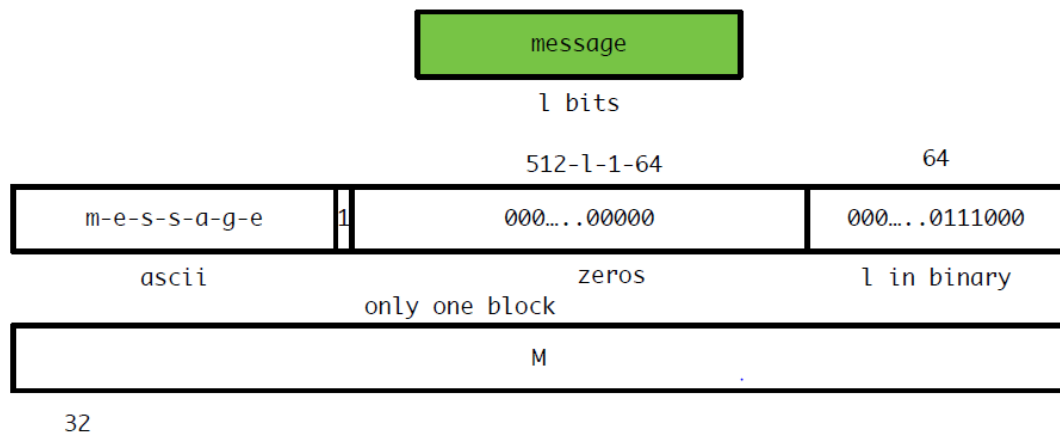 message
l bits
512-l-1-64
64
m-e-s-s-a-g-e
1
000…..00000
000…..0111000
ascii
zeros
l in binary
only one block
M
32